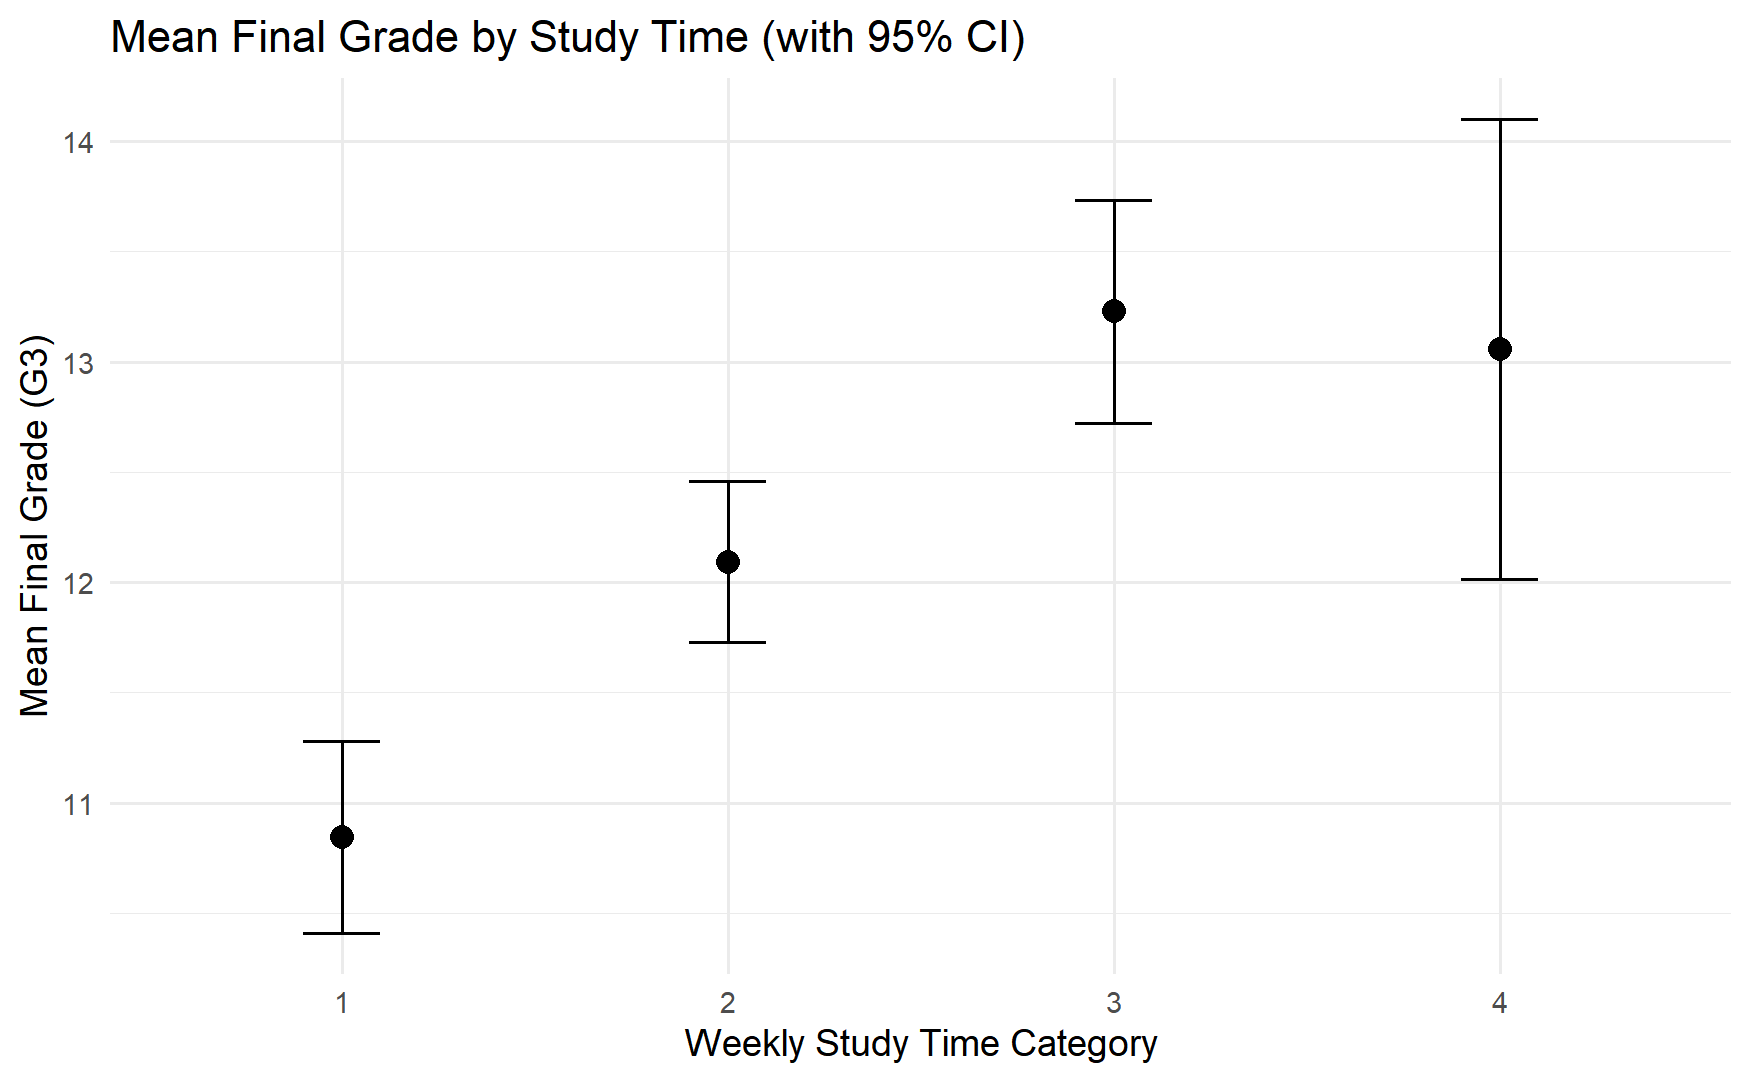 Mean Final Grade by Study Time (with 95% CI)
Mean Final Grade (G3)
14
13
12
11
1 2 3 4
Weekly Study Time Category